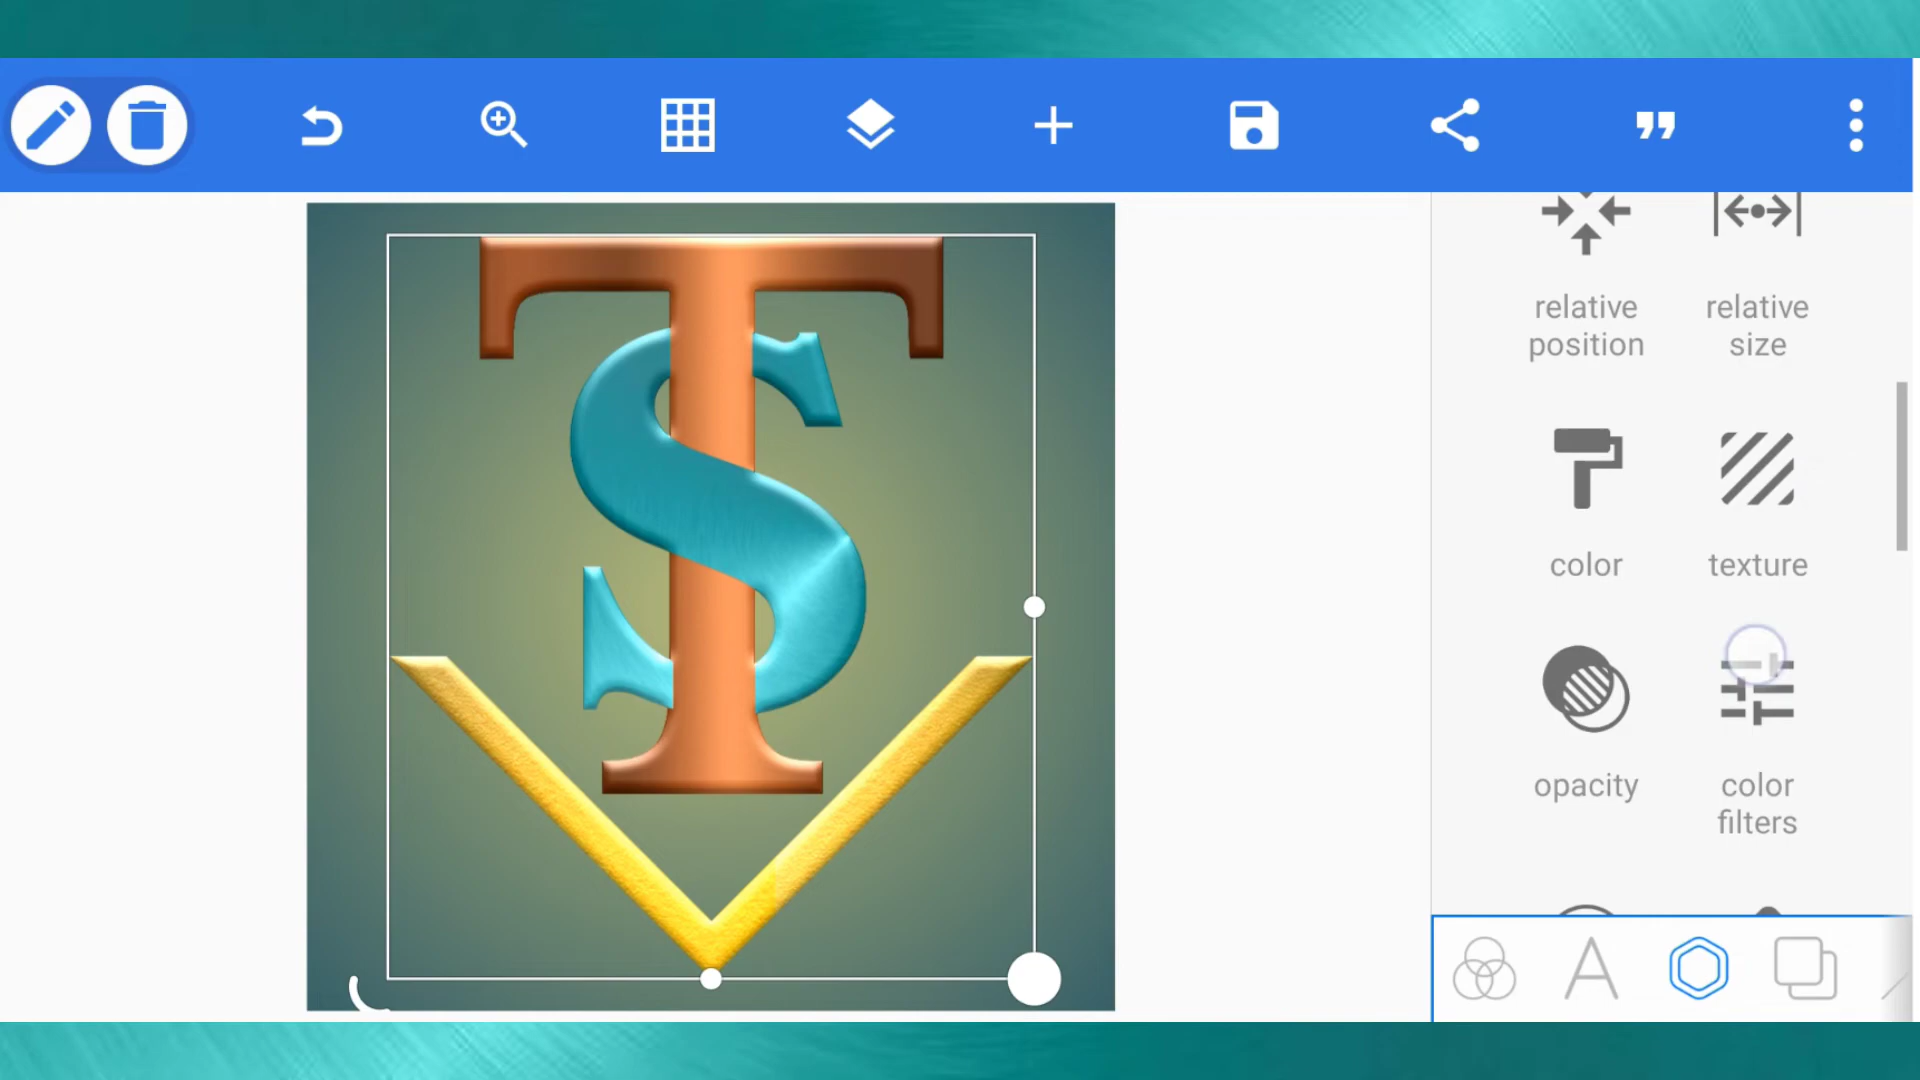 T
S
relative relative
position size
color texture
opacity color
filters